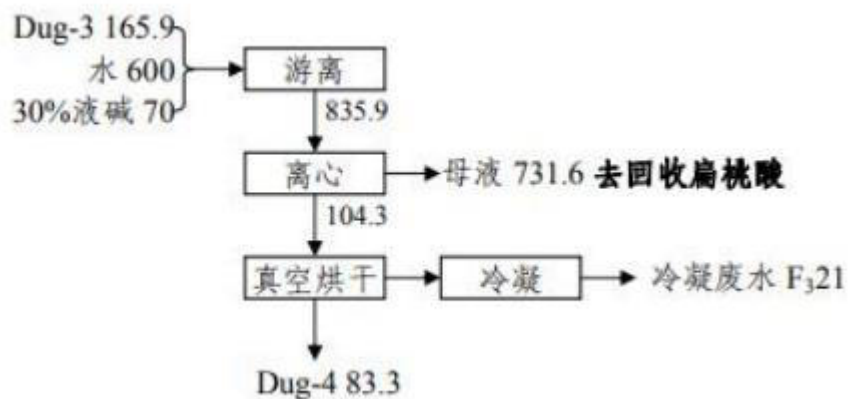 Dug-3 165.9
水 600
30%液碱 70
游离
835.9
离心
母液 731.6 去回收扁桃酸
104.3
真空烘干
冷凝
冷凝废水 F₃21
Dug-4 83.3